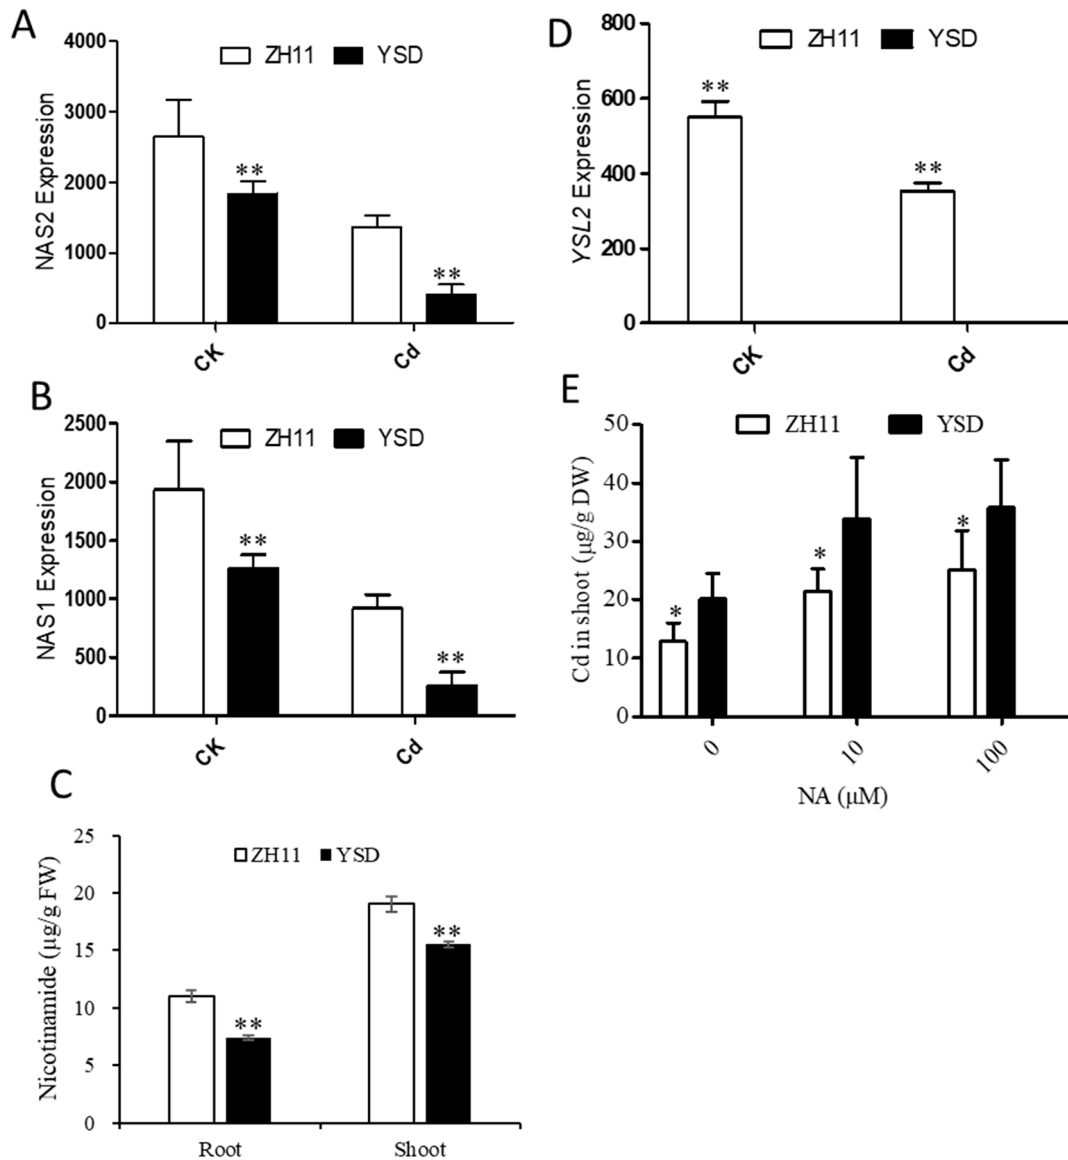 A
ZH11 YSD
NAS2 Expression
4000
3000
2000
1000
0
**
**
CK
Cd
B
ZH11 YSD
NAS1 Expression
2500
2000
1500
1000
500
0
**
**
CK
Cd
C
ZH11 YSD
Nicotinamide (μg/g FW)
25
20
15
10
5
0
**
**
Root
Shoot
D
ZH11 YSD
YSL2 Expression
800
600
400
200
0
**
**
CK
Cd
E
ZH11 YSD
Cd in shoot (μg/g DW)
50
40
30
20
10
0
*
*
*
0
10
100
NA (μM)